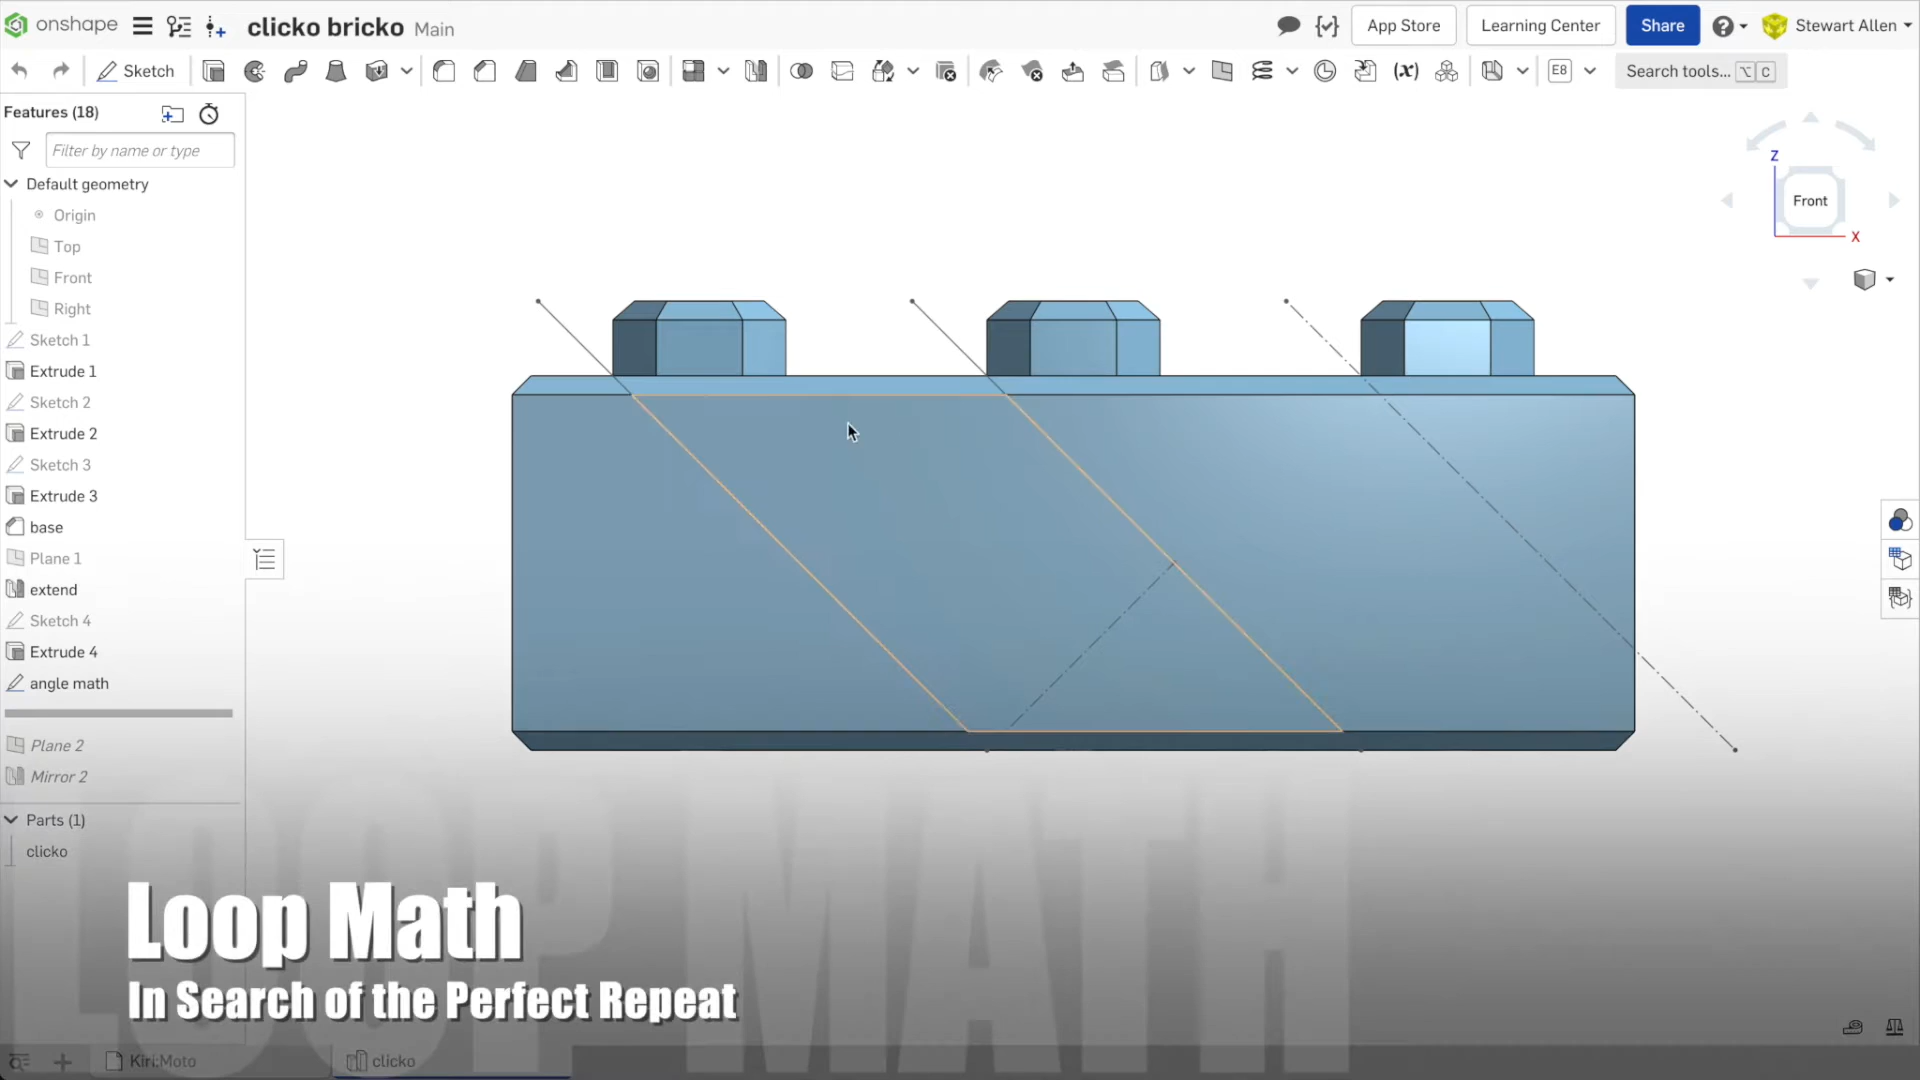 onshape clicko bricko Main App Store Learning Center Share Stewart Allen
Sketch E8 Search tools... ⌥ C
Features (18)
Filter by name or type
Default geometry
Origin
Top
Front
Right
Sketch 1
Extrude 1
Sketch 2
Extrude 2
Sketch 3
Extrude 3
base
Plane 1
extend
Sketch 4
Extrude 4
angle math
Plane 2
Mirror 2
Parts (1)
clicko
Z
Front
X
(x)
LOOP MATH
Loop Math
In Search of the Perfect Repeat
Kiri:Moto clicko